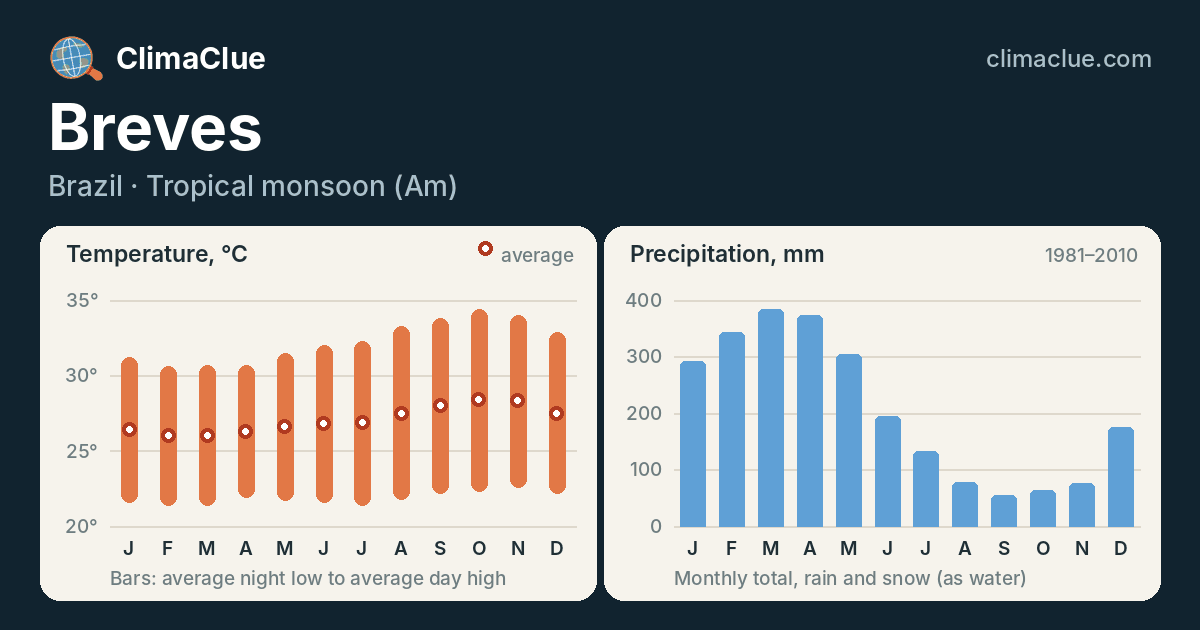 ClimaClue
climaclue.com
Breves
Brazil · Tropical monsoon (Am)
Temperature, °C
average
35°
30°
25°
20°
J F M A M J J A S O N D
Bars: average night low to average day high
Precipitation, mm
1981–2010
400
300
200
100
0
J F M A M J J A S O N D
Monthly total, rain and snow (as water)